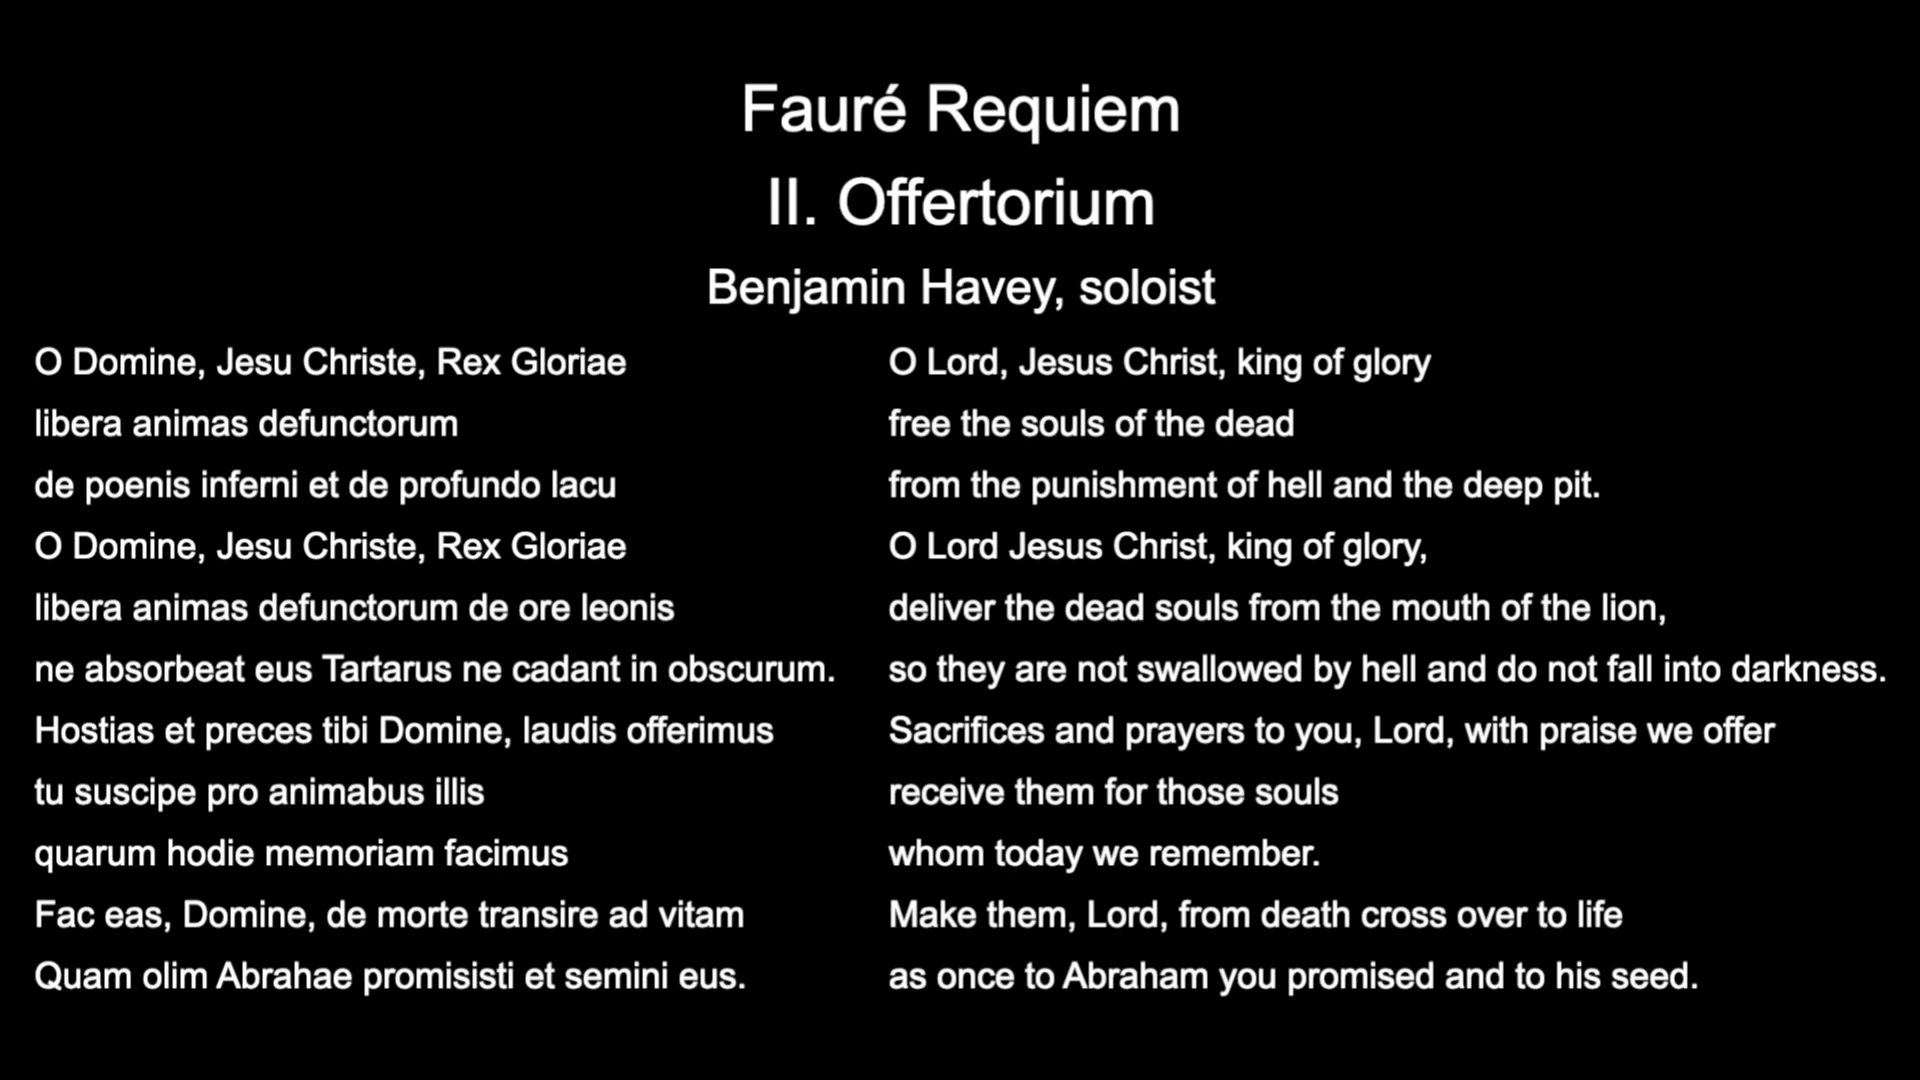 Fauré Requiem
II. Offertorium
Benjamin Havey, soloist
O Domine, Jesu Christe, Rex Gloriae
libera animas defunctorum
de poenis inferni et de profundo lacu
O Domine, Jesu Christe, Rex Gloriae
libera animas defunctorum de ore leonis
ne absorbeat eus Tartarus ne cadant in obscurum.
Hostias et preces tibi Domine, laudis offerimus
tu suscipe pro animabus illis
quarum hodie memoriam facimus
Fac eas, Domine, de morte transire ad vitam
Quam olim Abrahae promisisti et semini eus.
O Lord, Jesus Christ, king of glory
free the souls of the dead
from the punishment of hell and the deep pit.
O Lord Jesus Christ, king of glory,
deliver the dead souls from the mouth of the lion,
so they are not swallowed by hell and do not fall into darkness.
Sacrifices and prayers to you, Lord, with praise we offer
receive them for those souls
whom today we remember.
Make them, Lord, from death cross over to life
as once to Abraham you promised and to his seed.